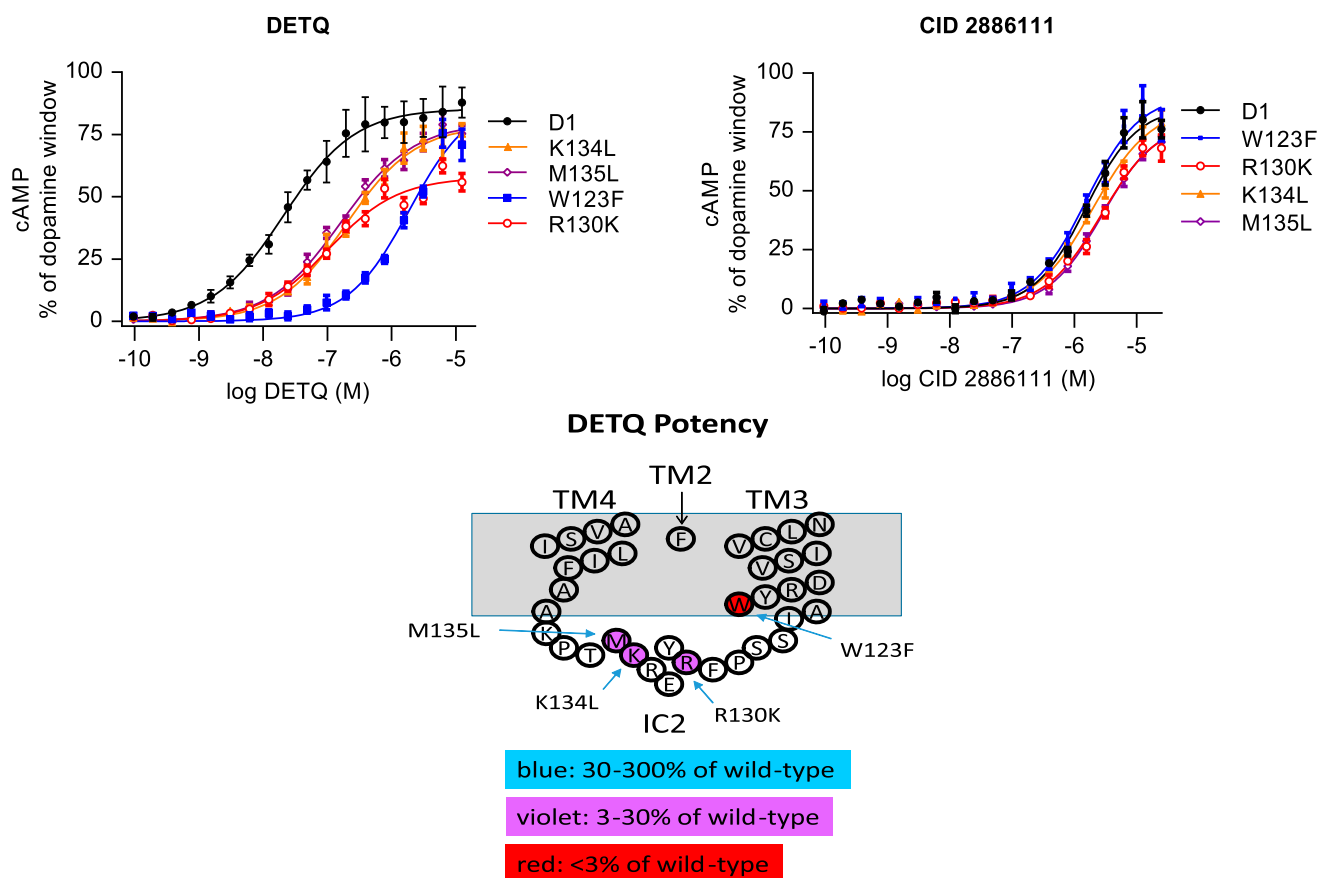 DETQ
CID 2886111
cAMP
% of dopamine window
100
75
50
25
0
-10 -9 -8 -7 -6 -5
log DETQ (M)
D1
K134L
M135L
W123F
R130K
cAMP
% of dopamine window
100
75
50
25
0
-10 -9 -8 -7 -6 -5
log CID 2886111 (M)
D1
W123F
R130K
K134L
M135L
DETQ Potency
TM2
TM4 TM3
I S V A F V C L N
F I L V S I
A W Y R D
A I A
M135L K P T M K R E Y R F P S S W123F
K134L R130K
IC2
blue: 30-300% of wild-type
violet: 3-30% of wild-type
red: <3% of wild-type